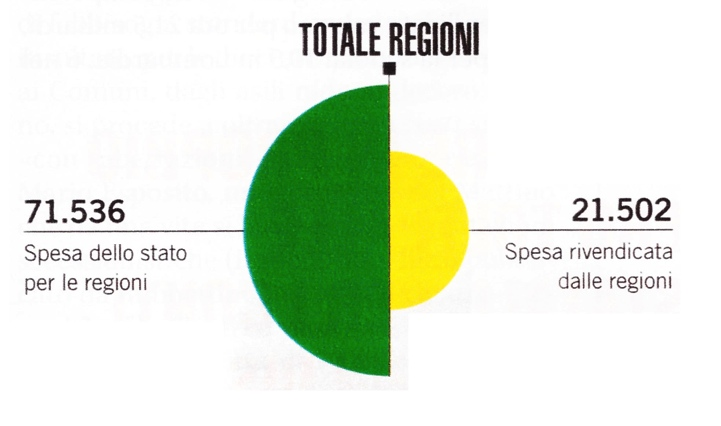 TOTALE REGIONI
71.536
Spesa dello stato
per le regioni
21.502
Spesa rivendicata
dalle regioni